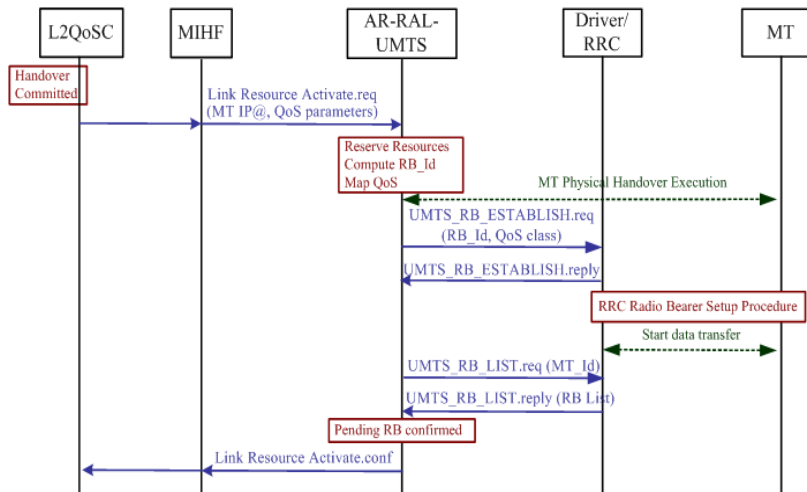 L2QoSC
MIHF
AR-RAL-
UMTS
Driver/
RRC
MT
Handover
Committed
Link Resource Activate.req
(MT IP@, QoS parameters)
Reserve Resources
Compute RB_Id
Map QoS
MT Physical Handover Execution
UMTS_RB_ESTABLISH.req
(RB_Id, QoS class)
UMTS_RB_ESTABLISH.reply
RRC Radio Bearer Setup Procedure
Start data transfer
UMTS_RB_LIST.req (MT_Id)
UMTS_RB_LIST.reply (RB List)
Pending RB confirmed
Link Resource Activate.conf